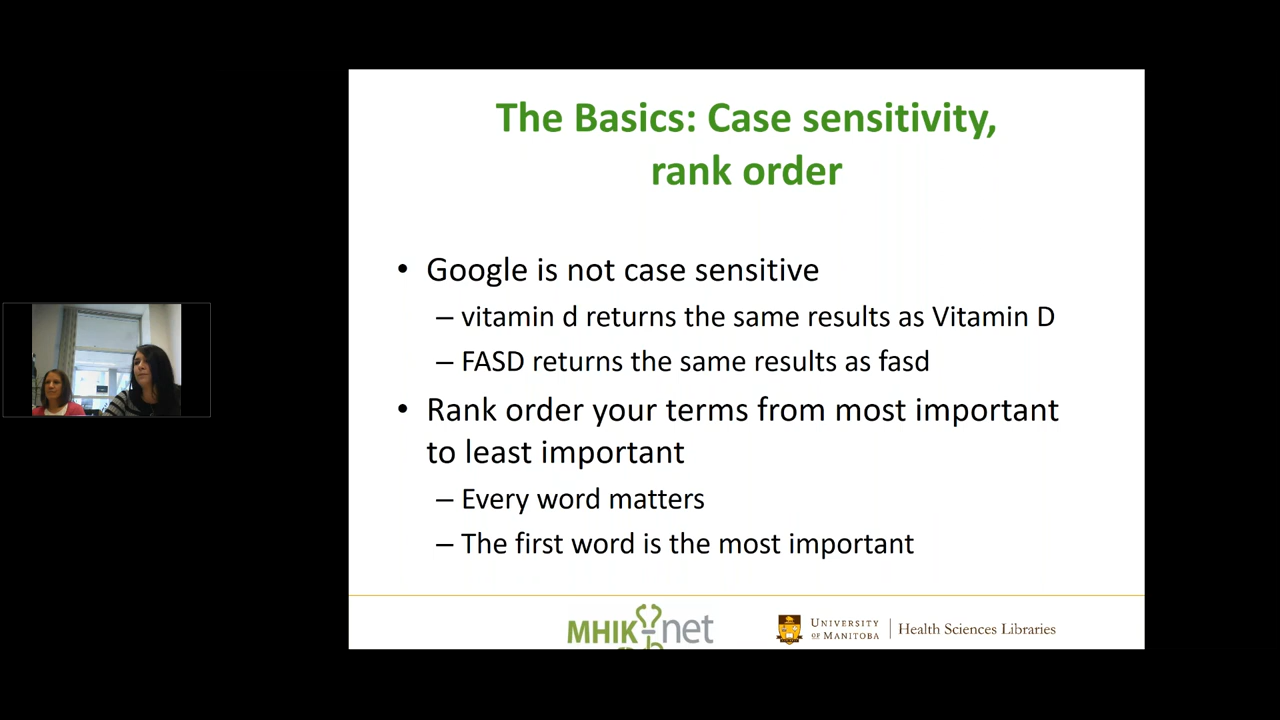 The Basics: Case sensitivity,
rank order
• Google is not case sensitive
– vitamin d returns the same results as Vitamin D
– FASD returns the same results as fasd
• Rank order your terms from most important
to least important
– Every word matters
– The first word is the most important
MHIK-net
UNIVERSITY
OF MANITOBA
Health Sciences Libraries